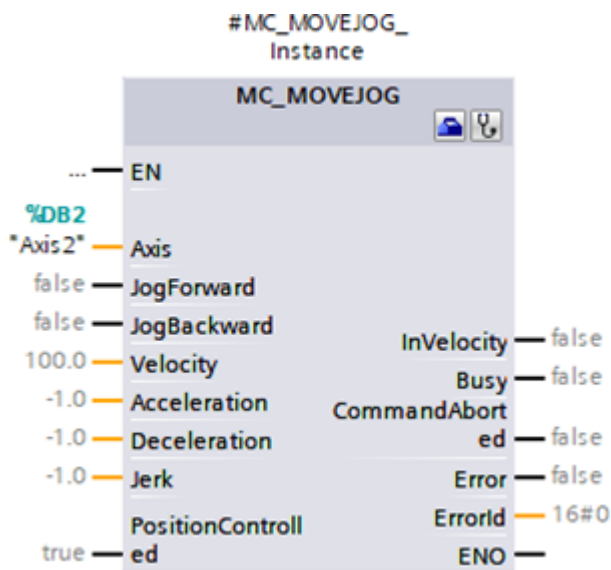 #MC_MOVEJOG_
Instance
MC_MOVEJOG
... EN
%DB2
"Axis2" Axis
false JogForward
false JogBackward
InVelocity false
100.0 Velocity
Busy false
-1.0 Acceleration
CommandAbort
ed false
-1.0 Deceleration
-1.0 Jerk
Error false
ErrorId 16#0
PositionControll
true ed
ENO